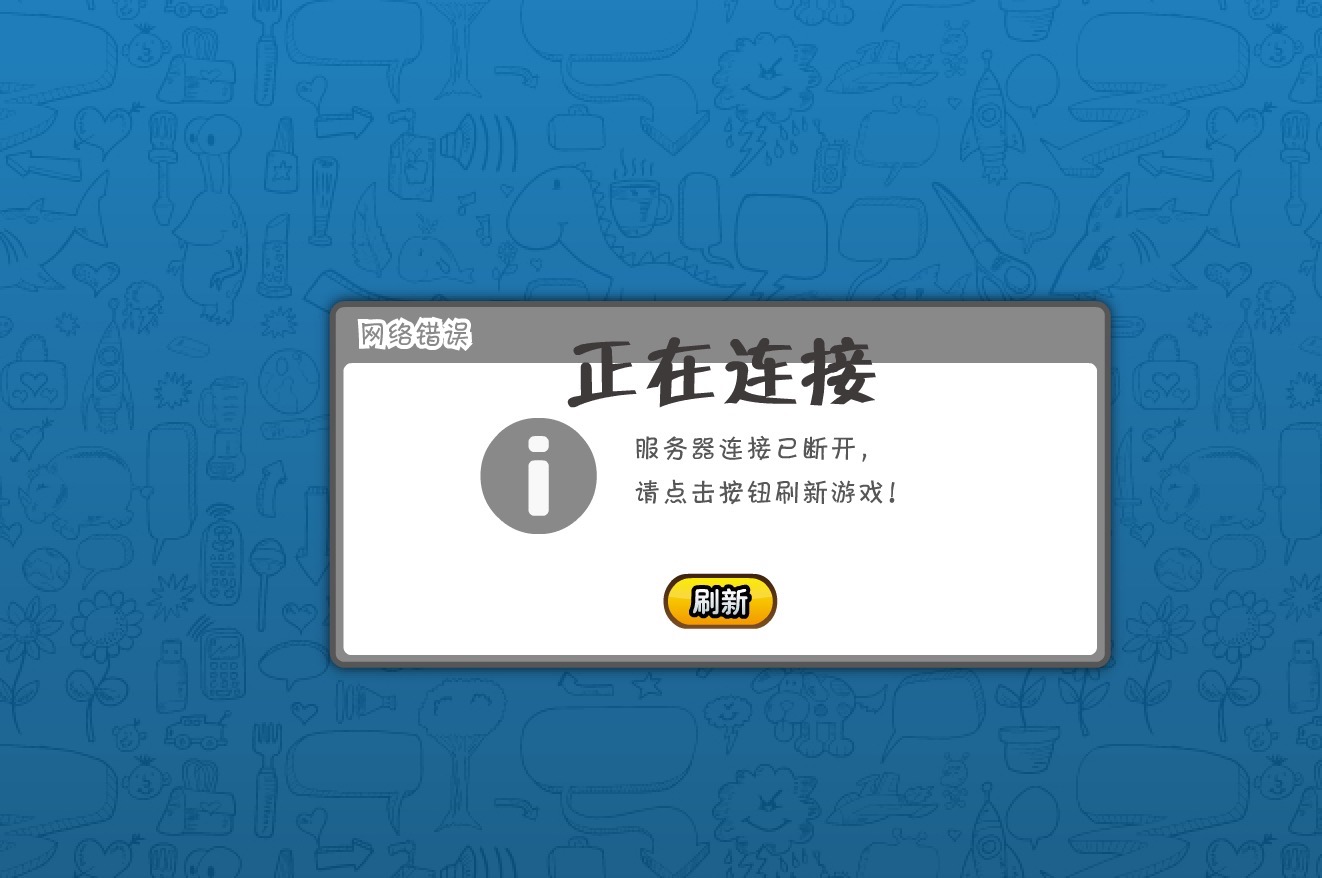 网络错误
正在连接
服务器连接已断开，
请点击按钮刷新游戏！
刷新